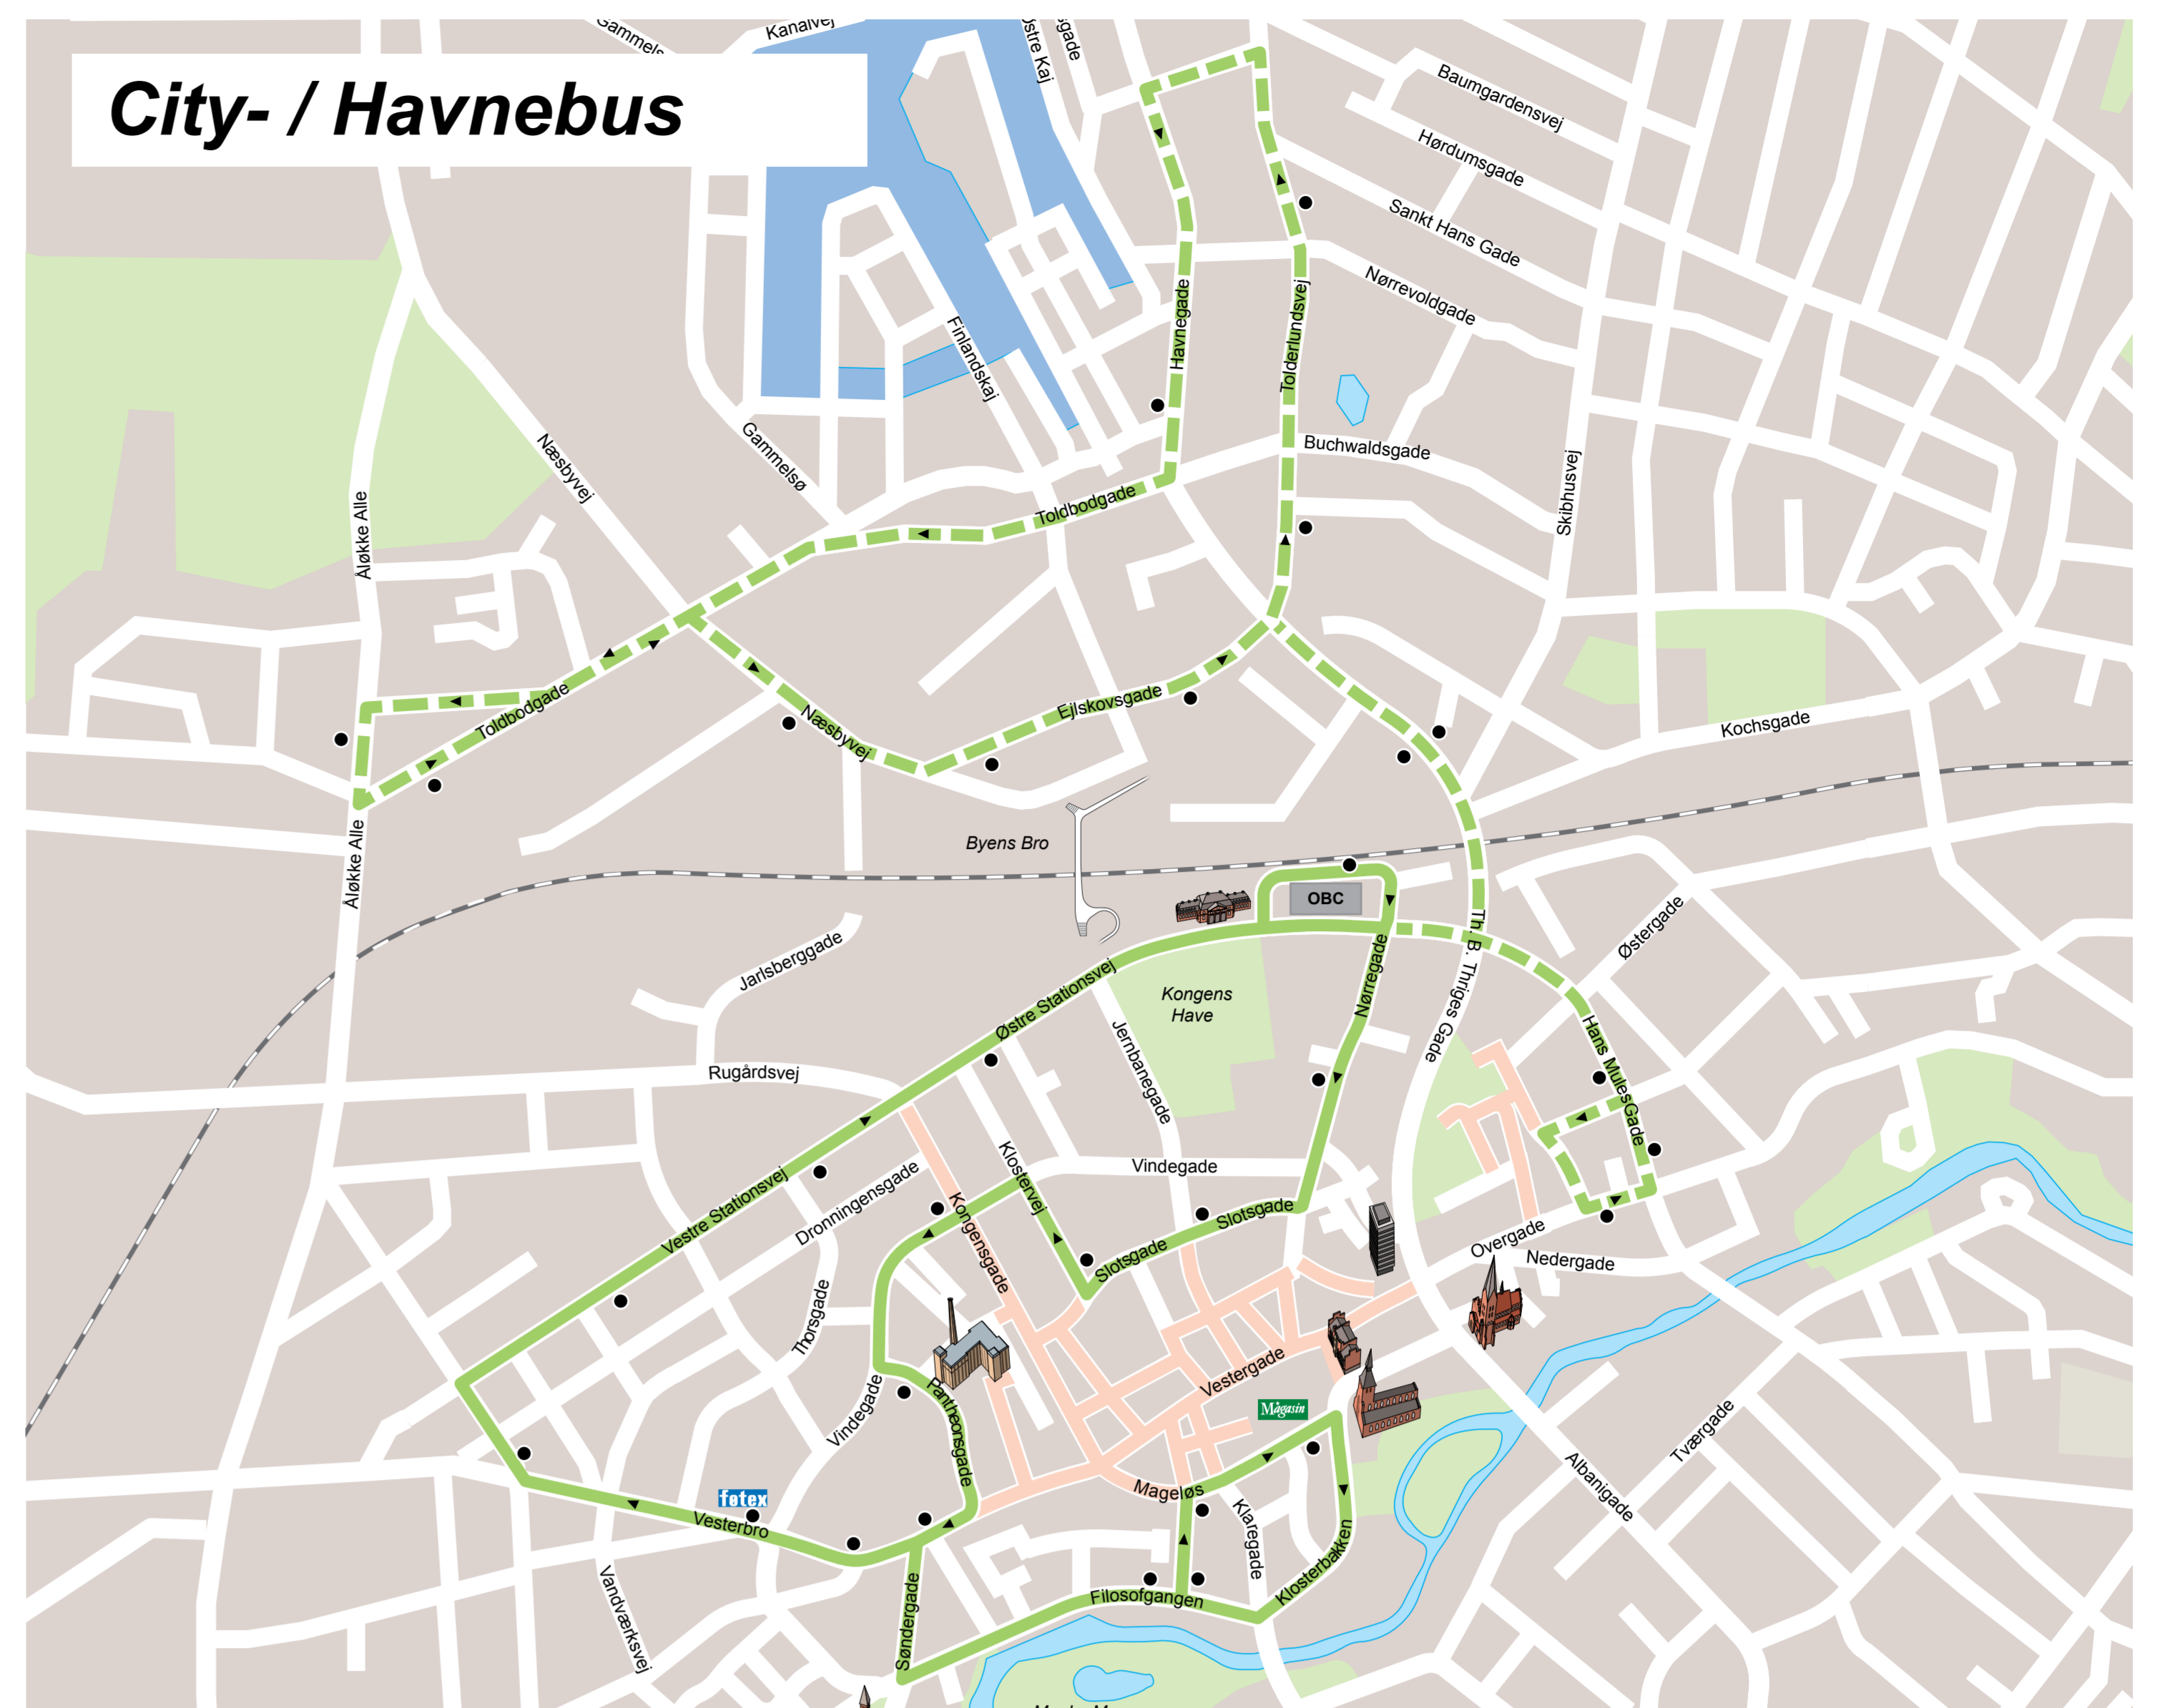 City- / Havnebus
Kanalvej
Baumgardensvej
Hørdumsgade
Sankt Hans Gade
Nørrevoldgade
Havnegade
Tolderlundsvej
Finlandskaj
Gammelsø
Næsbyvej
Buchwaldsgade
Skibhusvej
Åløkke Alle
Toldbodgade
Toldbodgade
Ejlskovsgade
Næsbyvej
Kochsgade
Byens Bro
Åløkke Alle
OBC
Th. B. Thriges Gade
Østergade
Jarlsberggade
Østre Stationsvej
Kongens
Have
Nørregade
Hans Mules Gade
Jernbanegade
Rugårdsvej
Vindegade
Klostervej
Dronningensgade
Vestre Stationsvej
Kongensgade
Slotsgade
Slotsgade
Overgade
Nedergade
Thorsgade
Vestergade
Magasin
Pantheonsgade
Vindegade
Tværgade
Albanigade
Mageløs
føtex
Vesterbro
Klaregade
Klosterbakken
Filosofgangen
Vandværksvej
Søndergade